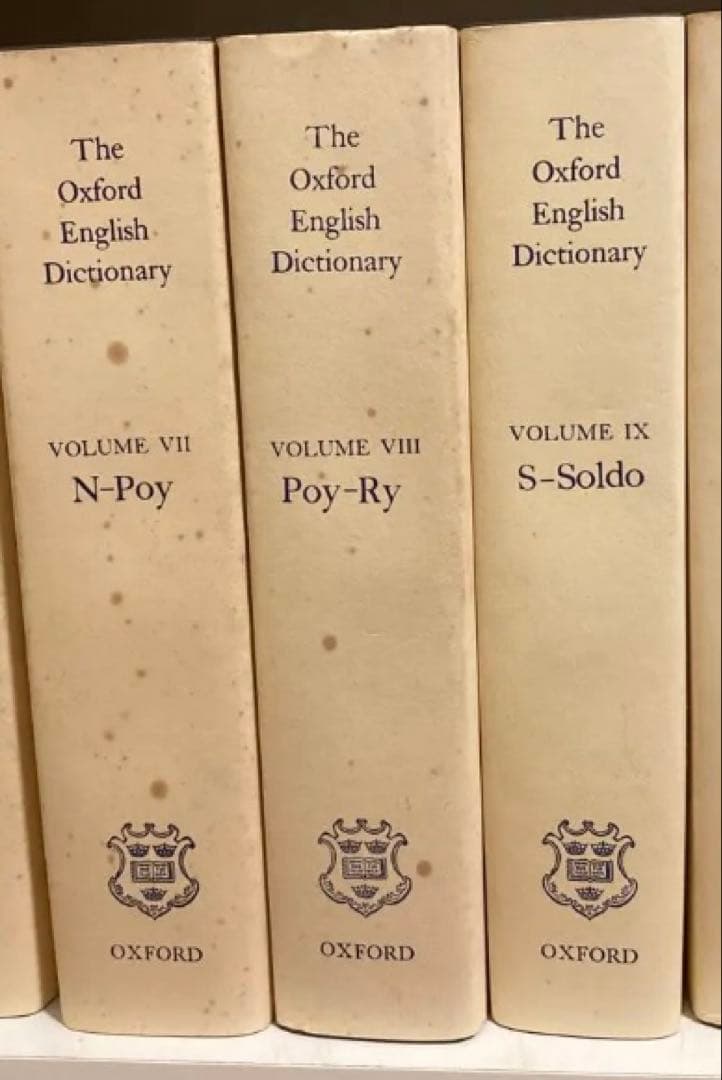 The
Oxford
English
Dictionary
VOLUME VII
N-Poy
OXFORD
The
Oxford
English
Dictionary
VOLUME VIII
Poy-Ry
OXFORD
The
Oxford
English
Dictionary
VOLUME IX
S-Soldo
OXFORD